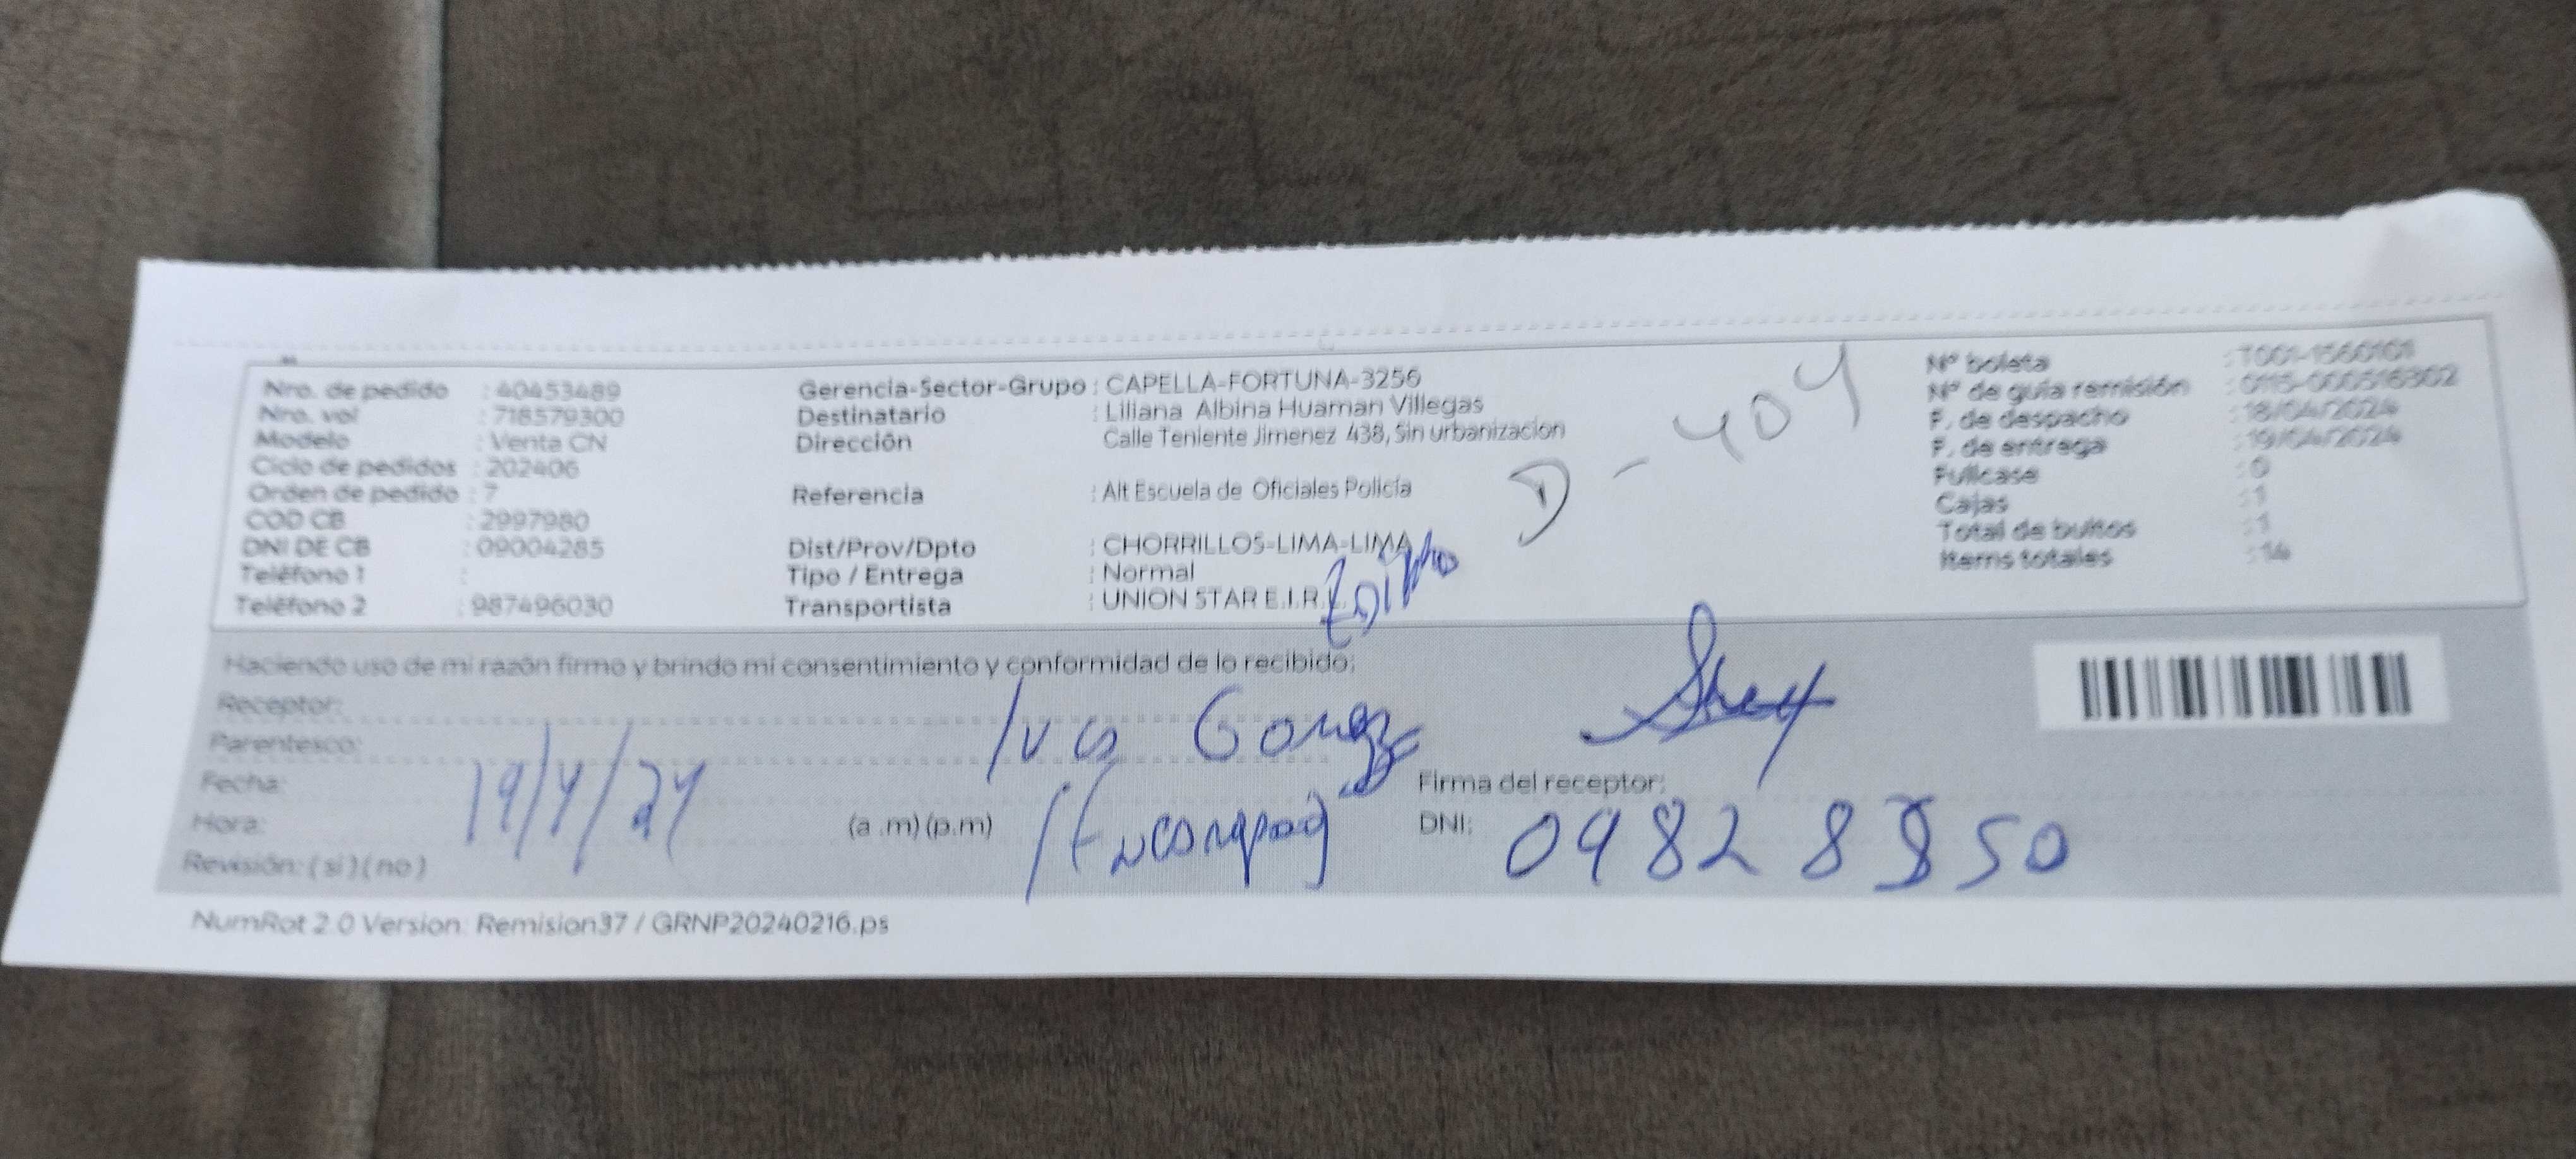 Nro. de pedido : 40453489
Nro. vol : 718579300
Modelo : Venta CN
Ciclo de pedidos : 202406
Orden de pedido : 7
COD CB : 2997980
DNI DE CB : 09004285
Teléfono 1 :
Teléfono 2 : 987496030
Gerencia-Sector-Grupo : CAPELLA-FORTUNA-3256
Destinatario : Liliana Albina Huaman Villegas
Dirección Calle Teniente Jimenez 438, Sin urbanizacion
Referencia : Alt Escuela de Oficiales Policía
Dist/Prov/Dpto : CHORRILLOS-LIMA-LIMA
Tipo / Entrega : Normal
Transportista : UNION STAR E.I.R.L
D - 404
Nº boleta : T001-1560101
Nº de guía remisión
F. de despacho : 18/04/2024
F. de entrega : 19/04/2024
Fullcase : 0
Cajas : 1
Total de bultos : 1
Items totales : 14
Haciendo uso de mi razón firmo y brindo mi consentimiento y conformidad de lo recibido:
Receptor:
Parentesco:
Fecha: 19/4/24
Hora: (a .m) (p.m)
Revisión: ( si ) ( no )
Firma del receptor:
DNI: 09828850
NumRot 2.0 Version: Remision37 / GRNP20240216.ps